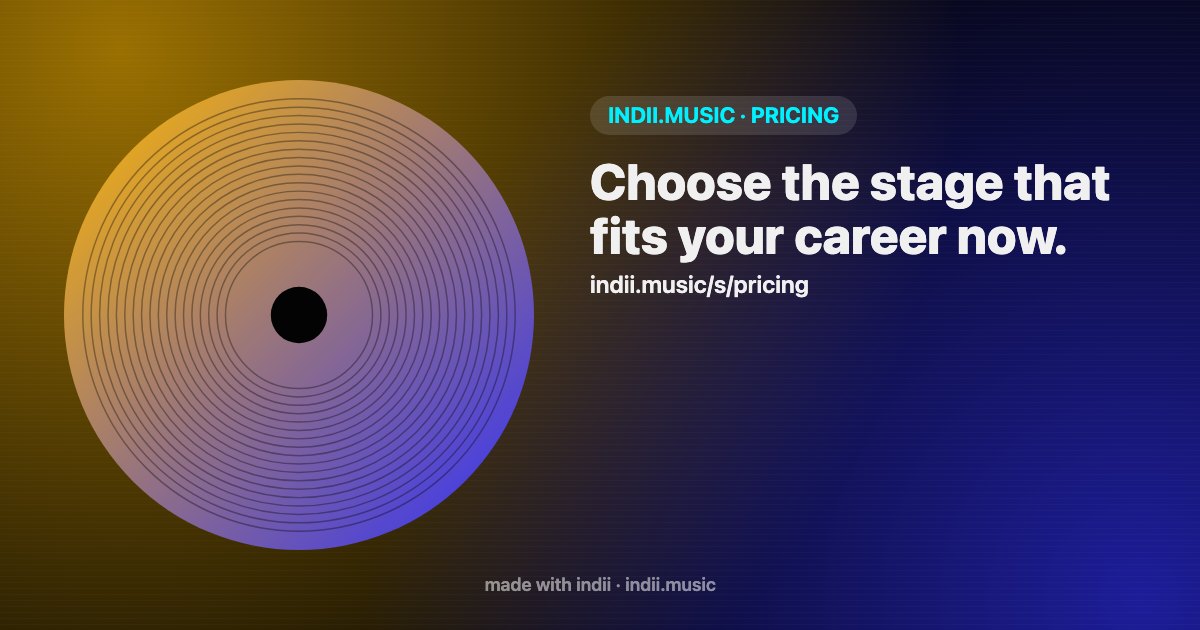 INDII.MUSIC · PRICING
Choose the stage that
fits your career now.
indii.music/s/pricing
made with indii · indii.music